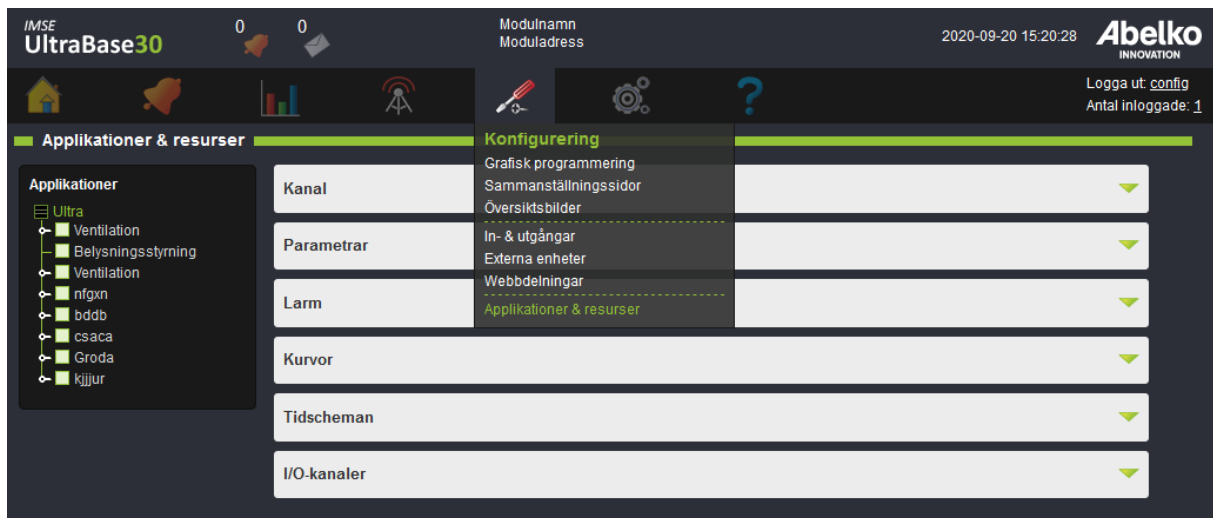 IMSE
UltraBase30
0
0
Modulnamn
Moduladress
2020-09-20 15:20:28
Abelko
INNOVATION
Logga ut: config
Antal inloggade: 1
Applikationer & resurser
Konfigurering
Grafisk programmering
Sammanställningssidor
Översiktsbilder
In- & utgångar
Externa enheter
Webbdelningar
Applikationer & resurser
Applikationer
Ultra
Ventilation
Belysningsstyrning
Ventilation
nfgxn
bddb
csaca
Groda
kjjjur
Kanal
Parametrar
Larm
Kurvor
Tidscheman
I/O-kanaler